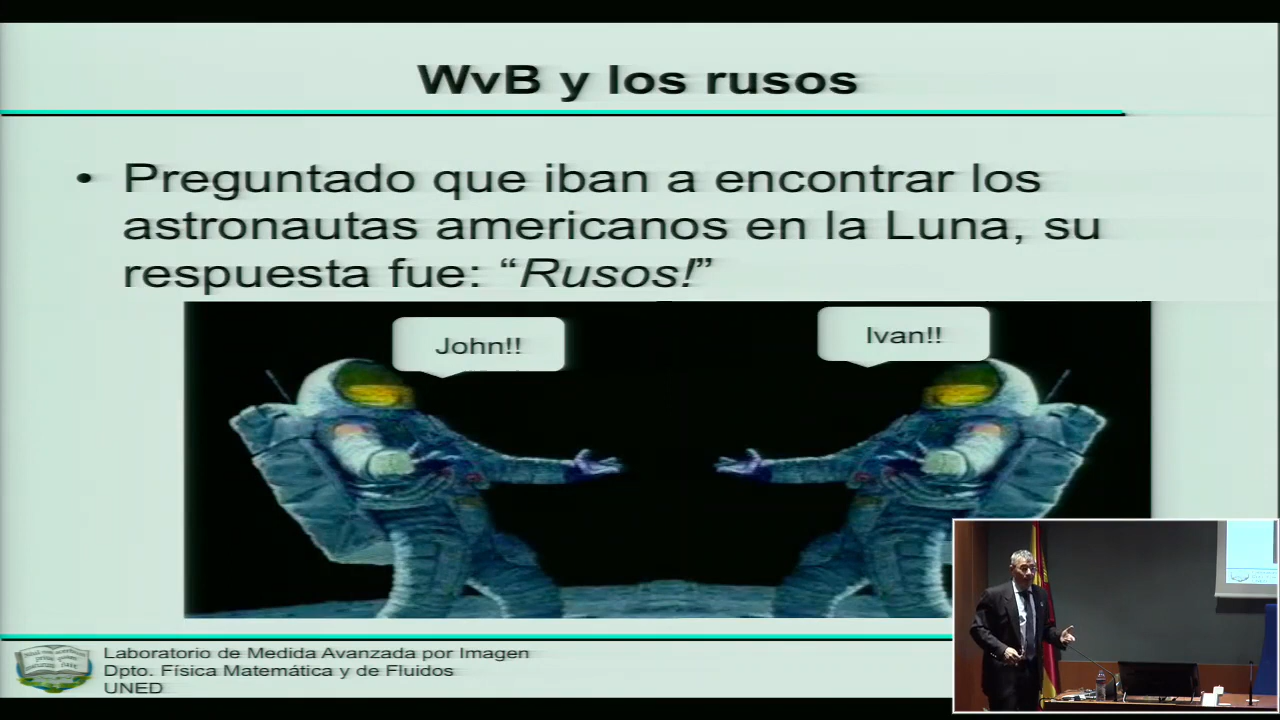 WvB y los rusos
• Preguntado que iban a encontrar los
astronautas americanos en la Luna, su
respuesta fue: “Rusos!”
John!!
Ivan!!
Laboratorio de Medida Avanzada por Imagen
Dpto. Física Matemática y de Fluidos
UNED